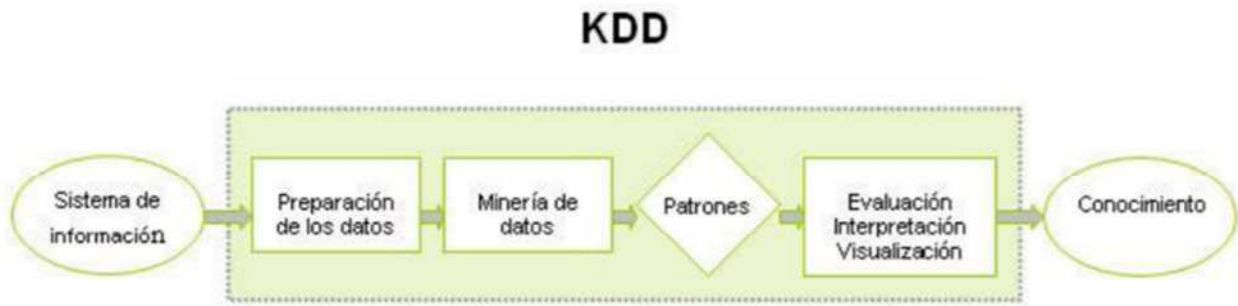 KDD
Sistema de
información
Preparación
de los datos
Minería de
datos
Patrones
Evaluación
Interpretación
Visualización
Conocimiento